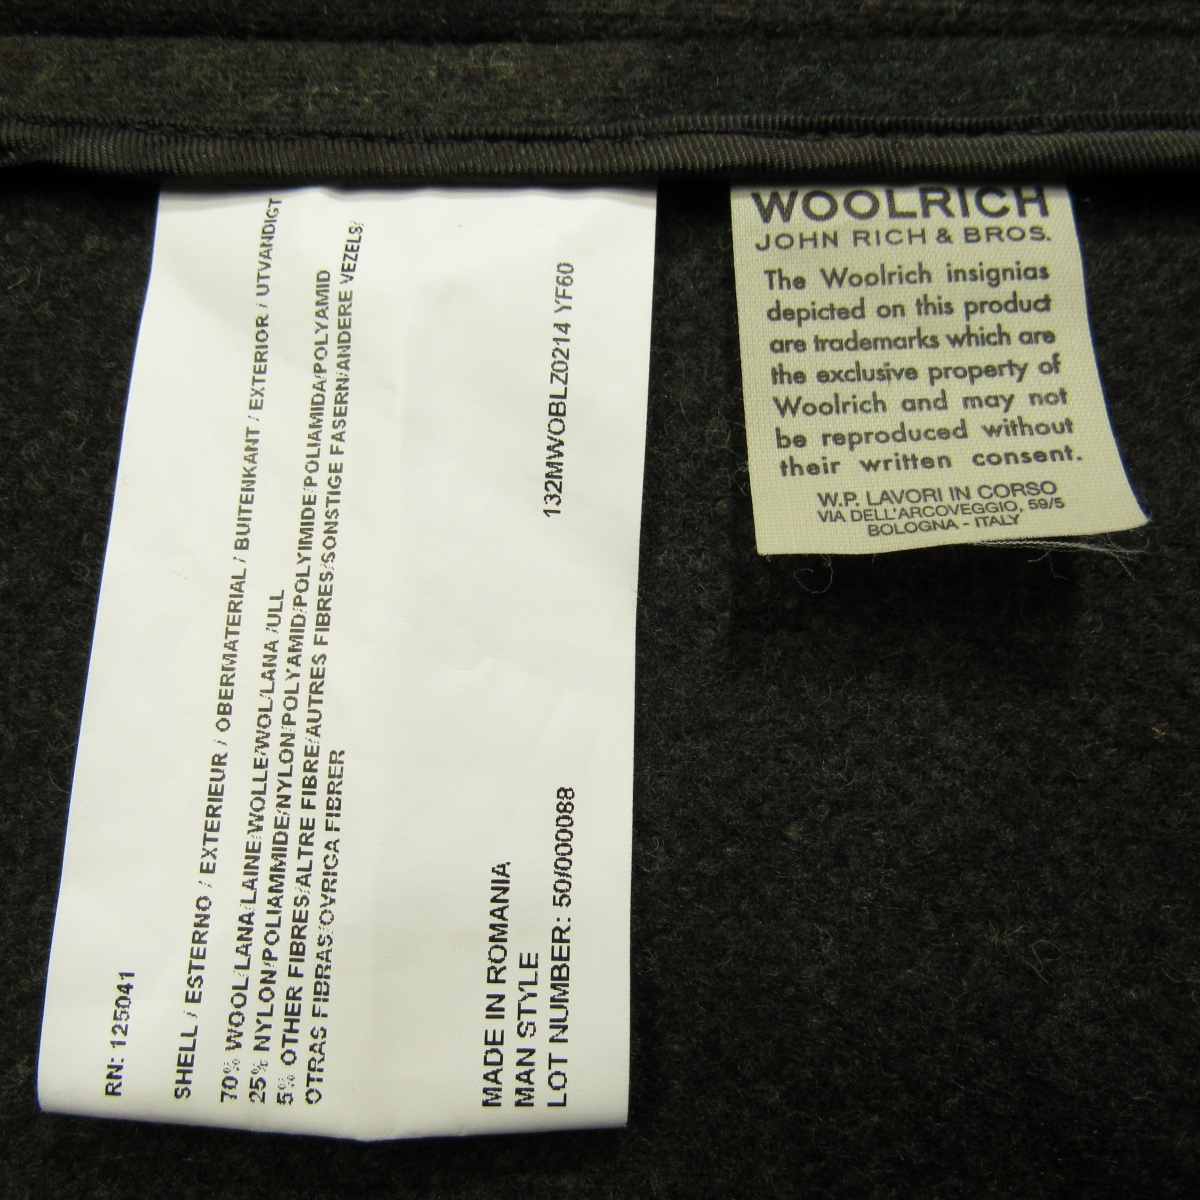 RN: 125041
SHELL / ESTERNO / EXTERIEUR / OBERMATERIAL / BUITENKANT / EXTERIOR / UTVANDIGT
70% WOOL/LANA/LAINE/WOLLE/WOL/LANA /ULL
25% NYLON/POLIAMMIDE/NYLON/POLYAMID/POLYIMIDE/POLIAMIDA/POLYAMID
5% OTHER FIBRES/ALTRE FIBRE/AUTRES FIBRES/SONSTIGE FASERN/ANDERE VEZELS/
OTRAS FIBRAS/OVRIGA FIBRER
MADE IN ROMANIA
MAN STYLE
LOT NUMBER: 50/000088
132MWOBLZ0214 YF60
WOOLRICH
JOHN RICH & BROS.
The Woolrich insignias
depicted on this product
are trademarks which are
the exclusive property of
Woolrich and may not
be reproduced without
their written consent.
W.P. LAVORI IN CORSO
VIA DELL'ARCOVEGGIO, 59/5
BOLOGNA - ITALY